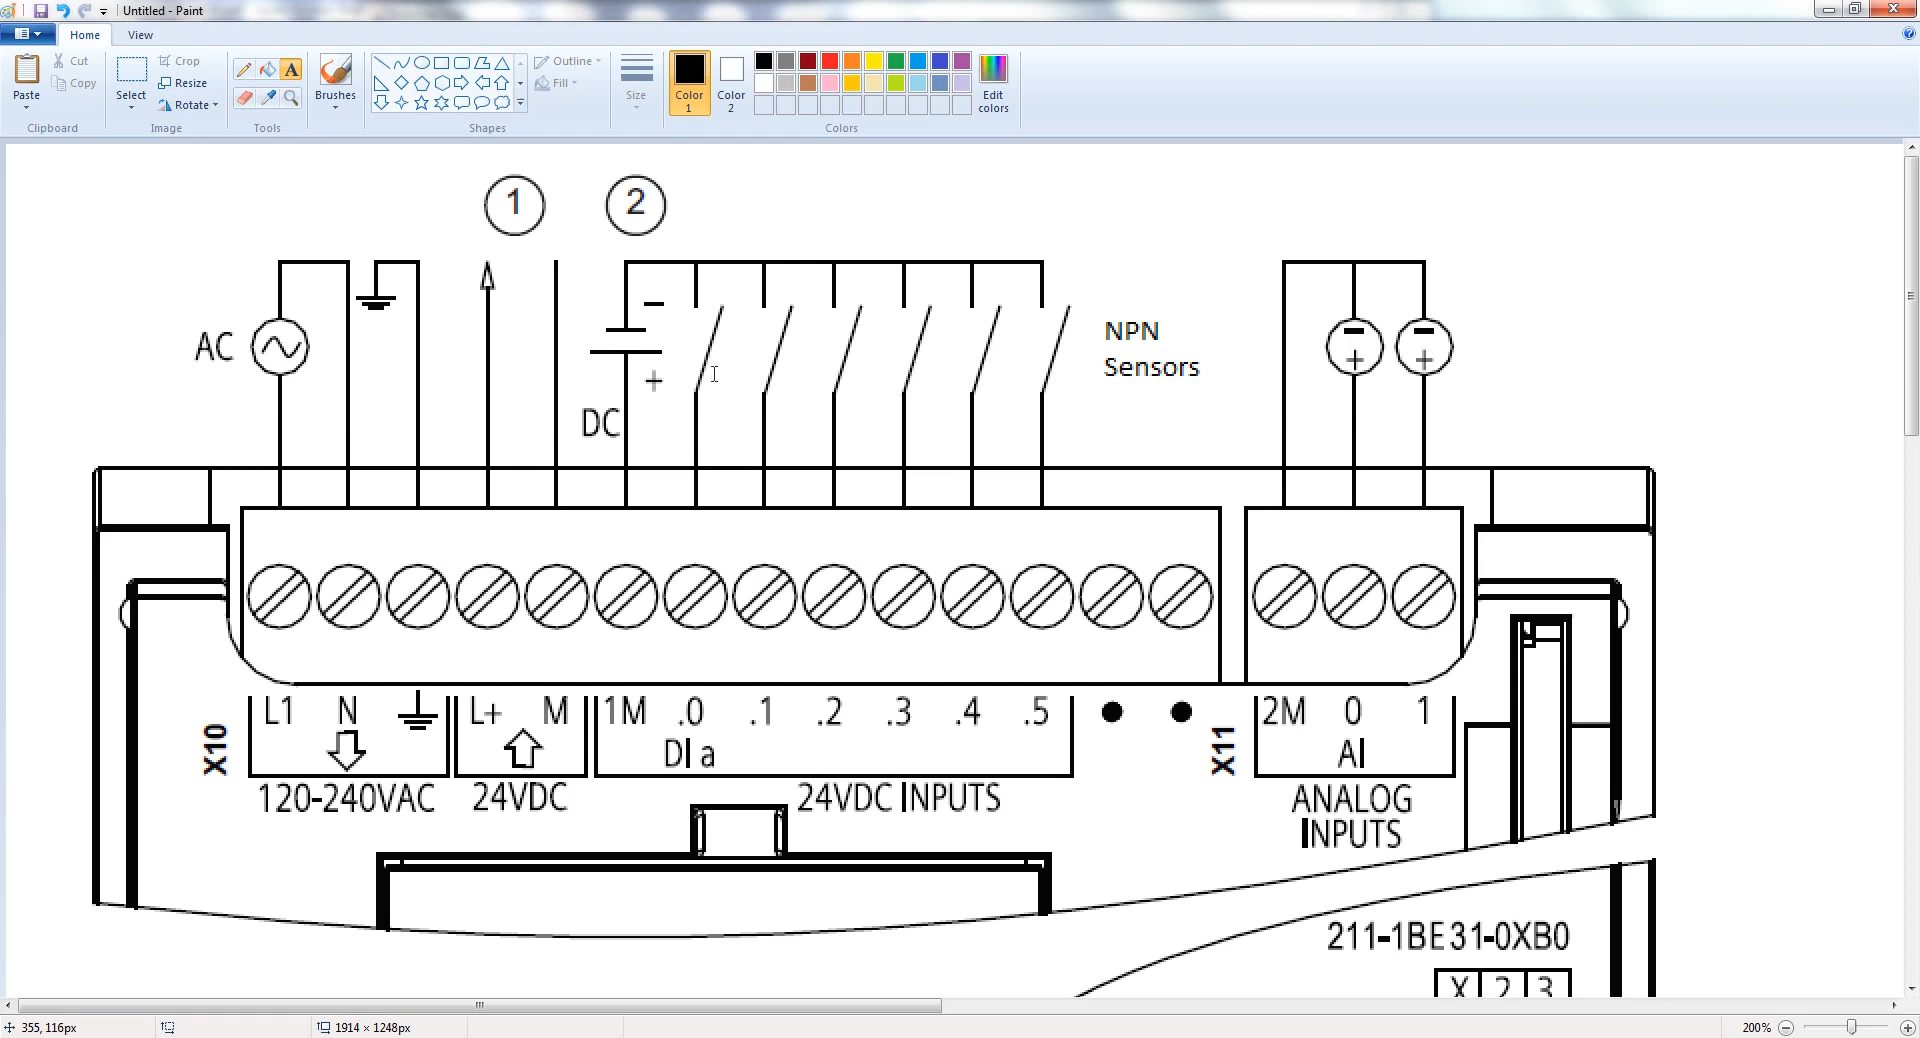 Untitled - Paint
Home View
Paste
Cut
Copy
Clipboard
Select
Crop
Resize
Rotate
Image
A
Tools
Brushes
Shapes
Outline
Fill
Size
Color
1
Color
2
Edit
colors
Colors
1 2
AC
DC
−
+
NPN
Sensors
−
+
−
+
X10
L1 N L+ M 1M .0 .1 .2 .3 .4 .5
DI a
120-240VAC 24VDC 24VDC INPUTS
X11
2M 0 1
AI
ANALOG
INPUTS
211-1BE31-0XB0
X 2 3
355, 116px
1914 × 1248px
200%